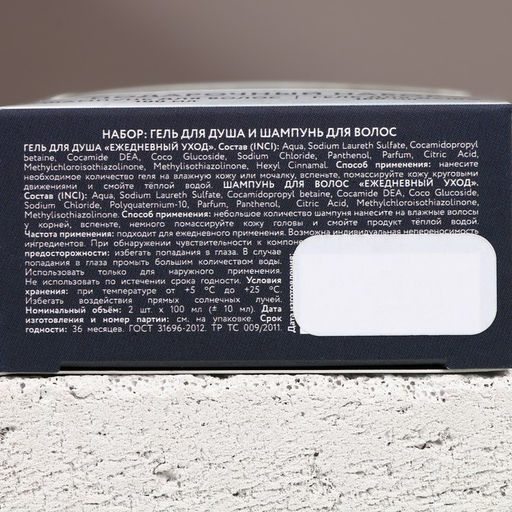 НАБОР: ГЕЛЬ ДЛЯ ДУША И ШАМПУНЬ ДЛЯ ВОЛОС
ГЕЛЬ ДЛЯ ДУША «ЕЖЕДНЕВНЫЙ УХОД». Состав (INCI): Aqua, Sodium Laureth Sulfate, Cocamidopropyl
betaine, Cocamide DEA, Coco Glucoside, Sodium Chloride, Panthenol, Parfum, Citric Acid,
Methylchloroisothiazolinone, Methylisothiazolinone, Hexyl Cinnamal. Способ применения: нанести
необходимое количество геля на влажную кожу или мочалку, вспеньте, помассируйте кожу круговыми
движениями и смойте тёплой водой. ШАМПУНЬ ДЛЯ ВОЛОС «ЕЖЕДНЕВНЫЙ УХОД».
Состав (INCI): Aqua, Sodium Laureth Sulfate, Cocamidopropyl betaine, Cocamide DEA, Coco Glucoside,
Sodium Chloride, Polyquaternium-10, Parfum, Panthenol, Citric Acid, Methylchloroisothiazolinone,
Methylisothiazolinone. Способ применения: небольшое количество шампуня нанести на влажные волосы
у корней, вспеньте, немного помассируйте кожу головы и смойте тёплой водой.
Частота применения: подходит для ежедневного применения. Возможна индивидуальная непереносимость
ингредиентов. При обнаружении чувствительности к
предосторожности: избегать попадания в глаза. В случае
попадания в глаза промыть большим количеством воды.
Использовать только для наружного применения.
Не использовать по истечении срока годности. Условия
хранения: при температуре от +5 °С до +25 °С.
Избегать воздействия прямых солнечных лучей.
Номинальный объём: 2 шт. х 100 мл (± 10 мл). Дата
изготовления и номер партии: см. на упаковке. Срок
годности: 36 месяцев. ГОСТ 31696-2012. ТР ТС 009/2011.